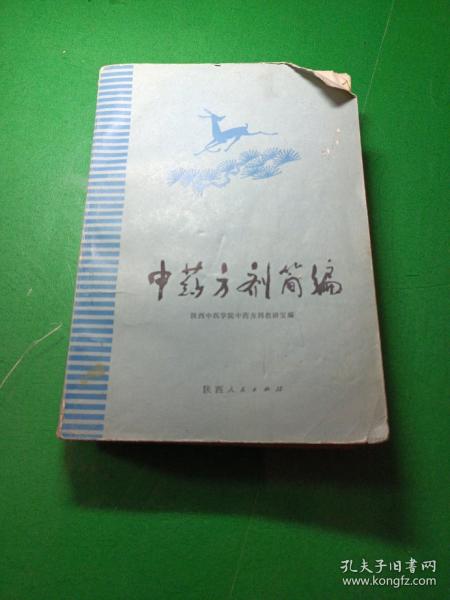 中药方剂简编
陕西中医学院中药方剂教研室编
陕西人民出版社
孔夫子旧书网
www.kongfz.com